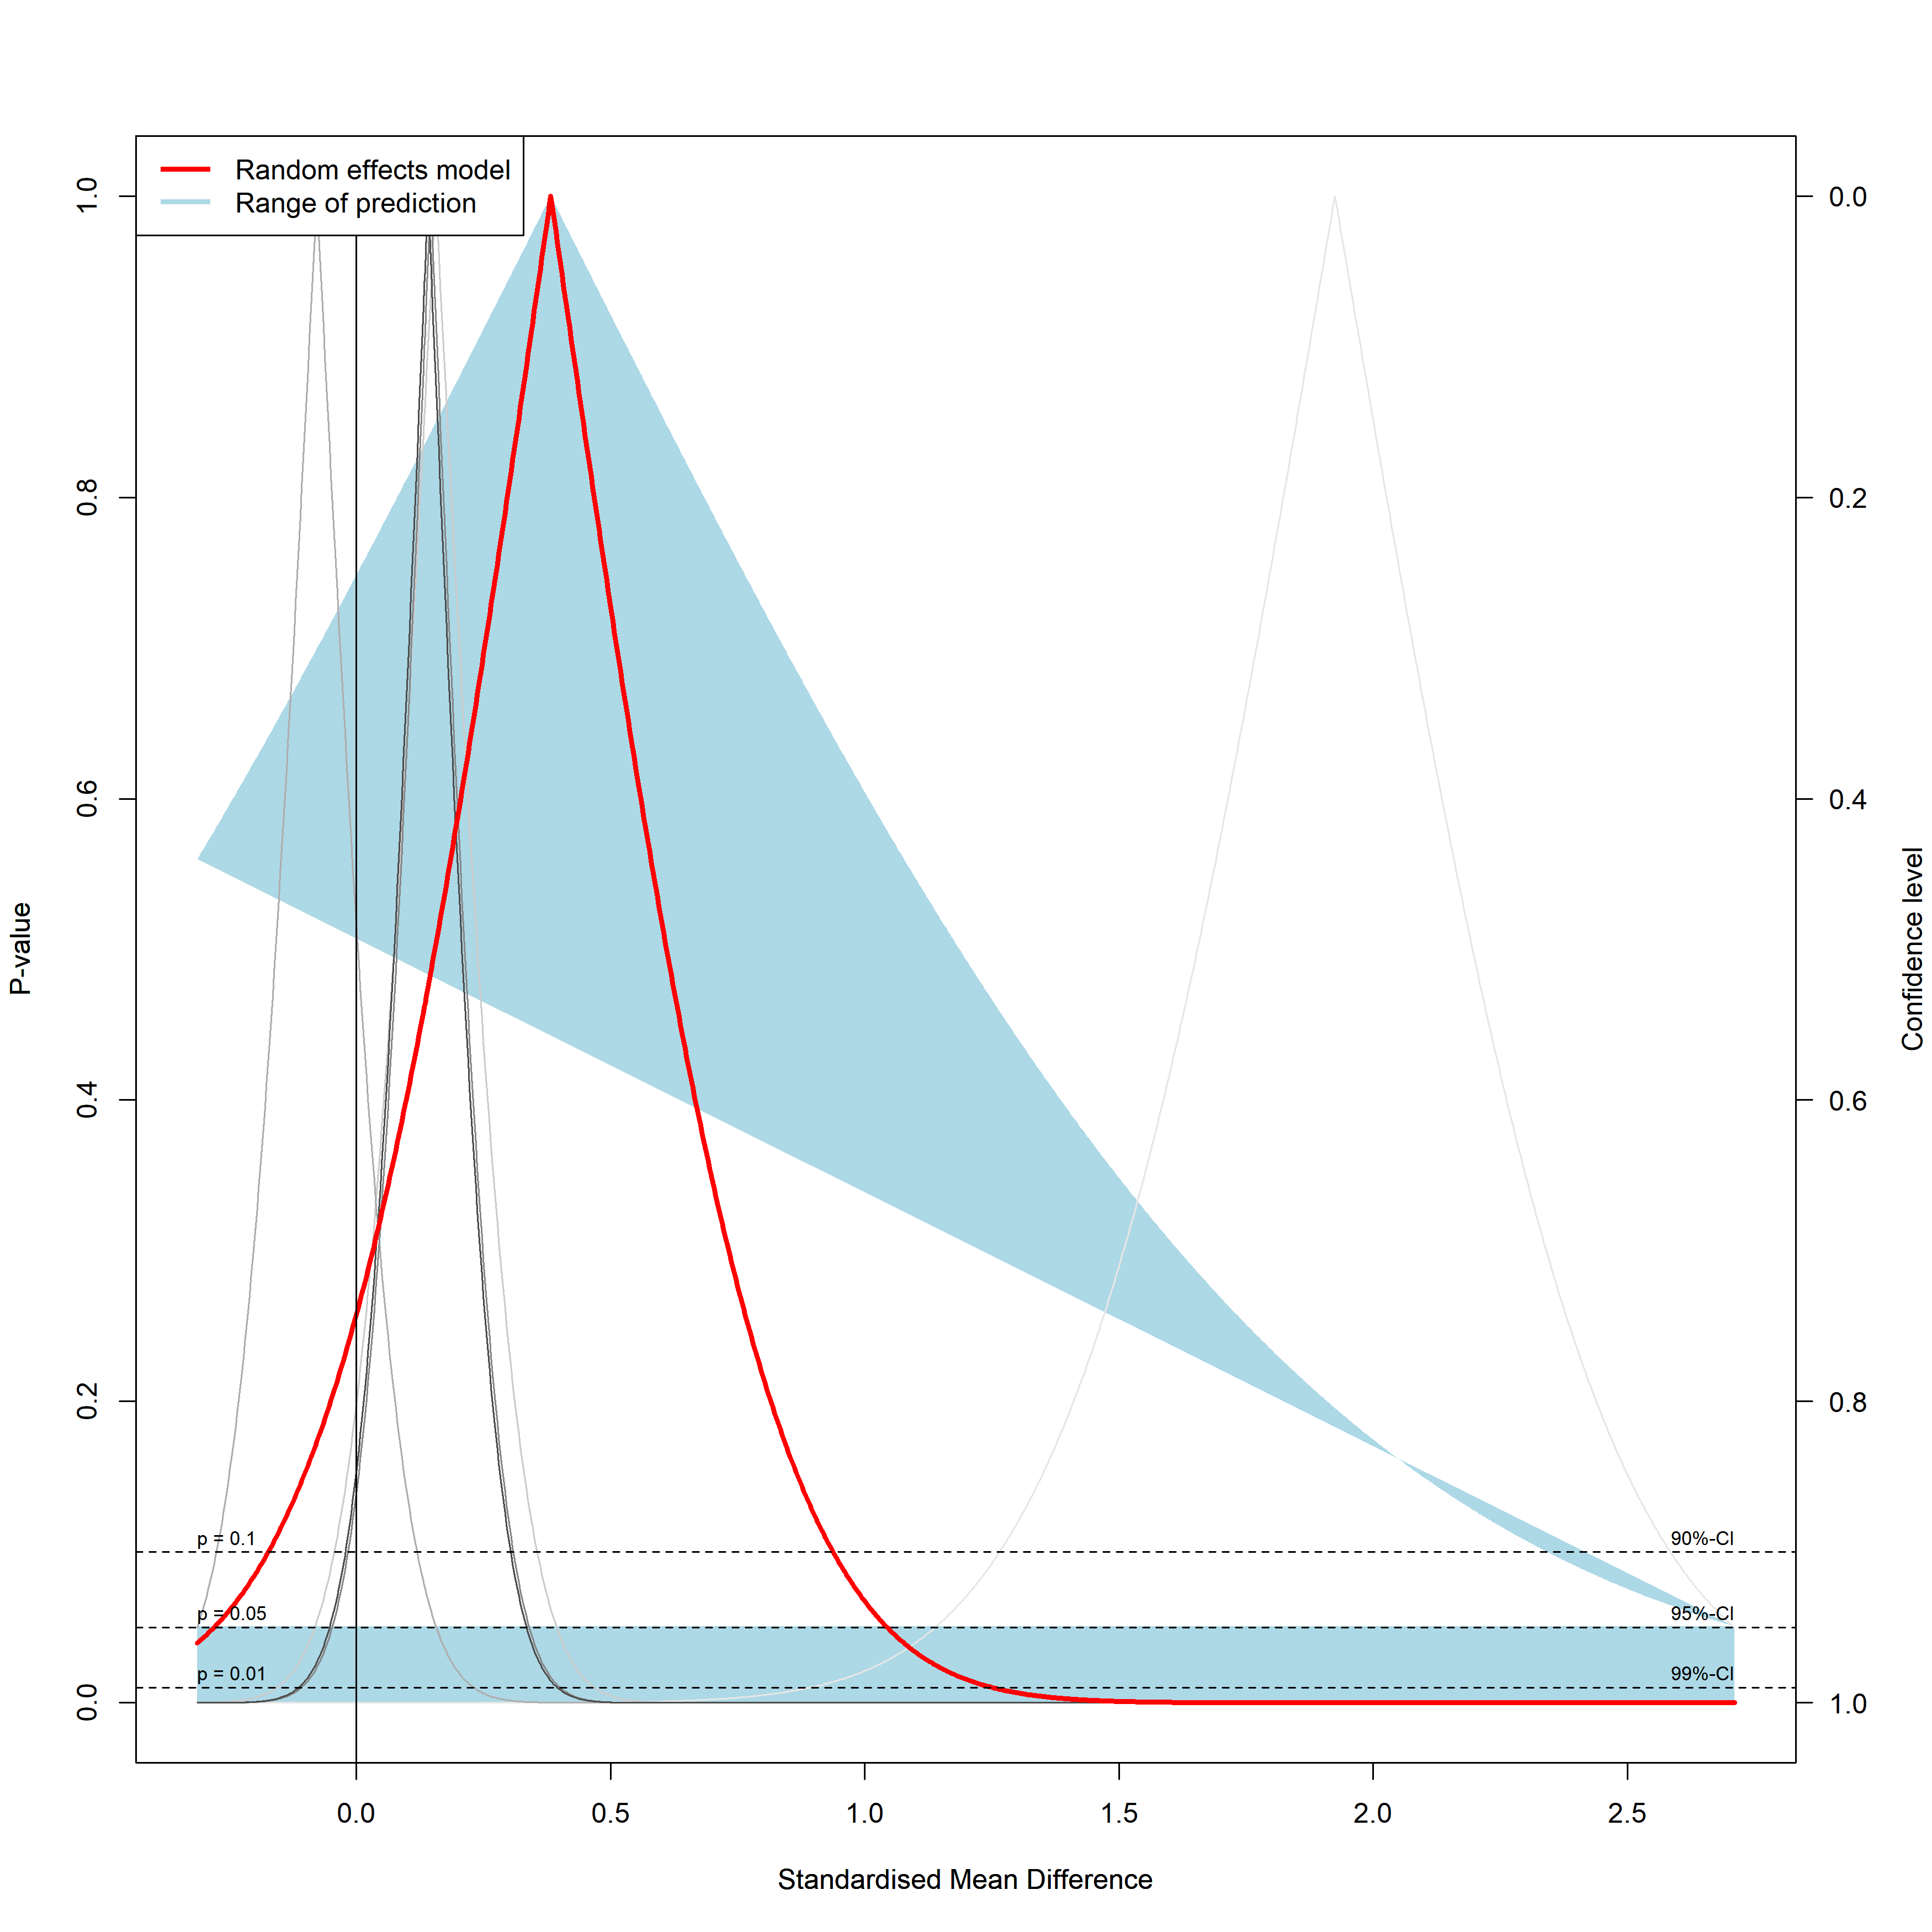 Random effects model
Range of prediction
1.0
0.8
0.6
0.4
0.2
0.0
P-value
0.0
0.2
0.4
0.6
0.8
1.0
Confidence level
p = 0.1
90%-CI
p = 0.05
95%-CI
p = 0.01
99%-CI
0.0 0.5 1.0 1.5 2.0 2.5
Standardised Mean Difference